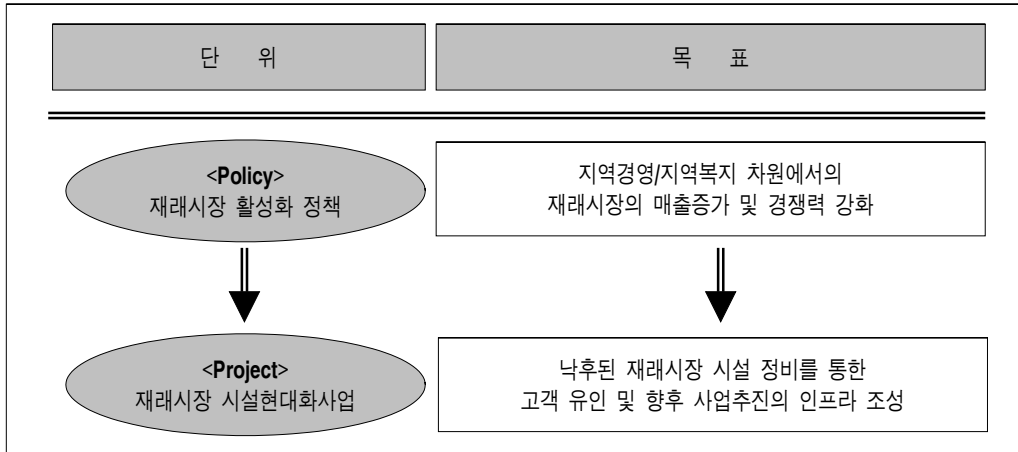 단 위
목 표
<Policy>
재래시장 활성화 정책
지역경영/지역복지 차원에서의
재래시장의 매출증가 및 경쟁력 강화
<Project>
재래시장 시설현대화사업
낙후된 재래시장 시설 정비를 통한
고객 유인 및 향후 사업추진의 인프라 조성